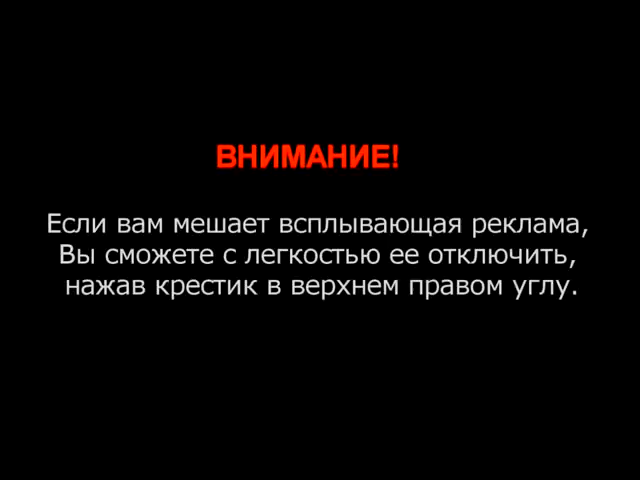 ВНИМАНИЕ!
Если вам мешает всплывающая реклама,
Вы сможете с легкостью ее отключить,
нажав крестик в верхнем правом углу.